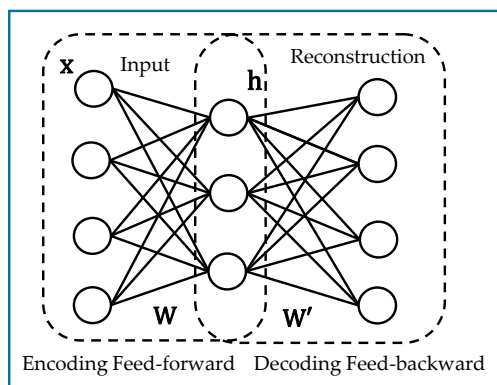 x Input h Reconstruction
W W′
Encoding Feed-forward Decoding Feed-backward